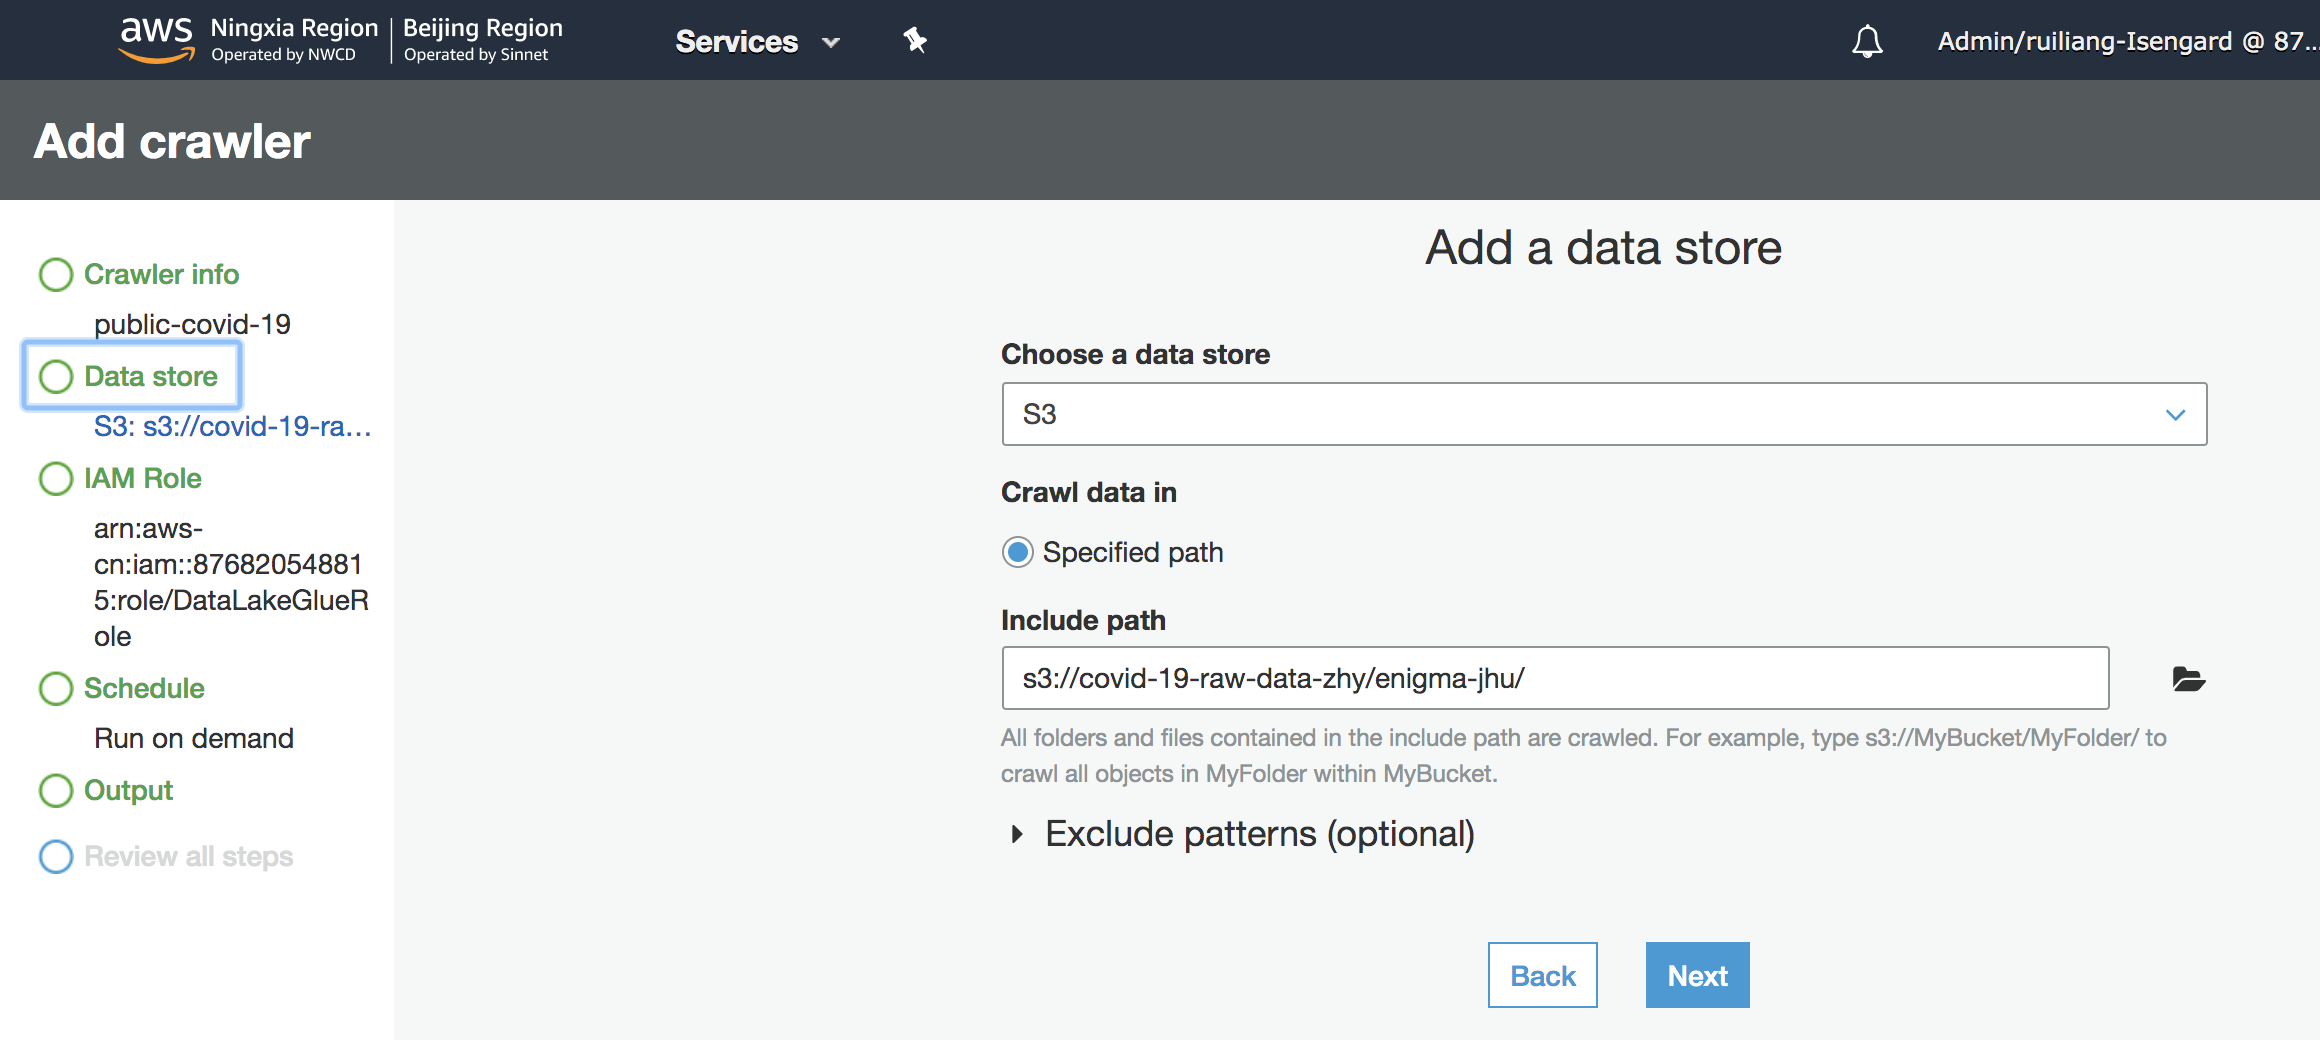 aws Ningxia Region Beijing Region
Operated by NWCD Operated by Sinnet
Services
Admin/ruiliang-Isengard @ 87...
Add crawler
Crawler info
public-covid-19
Data store
S3: s3://covid-19-ra...
IAM Role
arn:aws-
cn:iam::87682054881
5:role/DataLakeGlueR
ole
Schedule
Run on demand
Output
Review all steps
Add a data store
Choose a data store
S3
Crawl data in
Specified path
Include path
s3://covid-19-raw-data-zhy/enigma-jhu/
All folders and files contained in the include path are crawled. For example, type s3://MyBucket/MyFolder/ to
crawl all objects in MyFolder within MyBucket.
Exclude patterns (optional)
Back Next